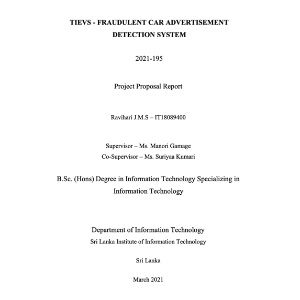 TIEVS - FRAUDULENT CAR ADVERTISEMENT
DETECTION SYSTEM
2021-195
Project Proposal Report
Ravihari J.M.S – IT18089400
Supervisor – Ms. Manori Gamage
Co-Supervisor – Ms. Suriyaa Kumari
B.Sc. (Hons) Degree in Information Technology Specializing in
Information Technology
Department of Information Technology
Sri Lanka Institute of Information Technology
Sri Lanka
March 2021